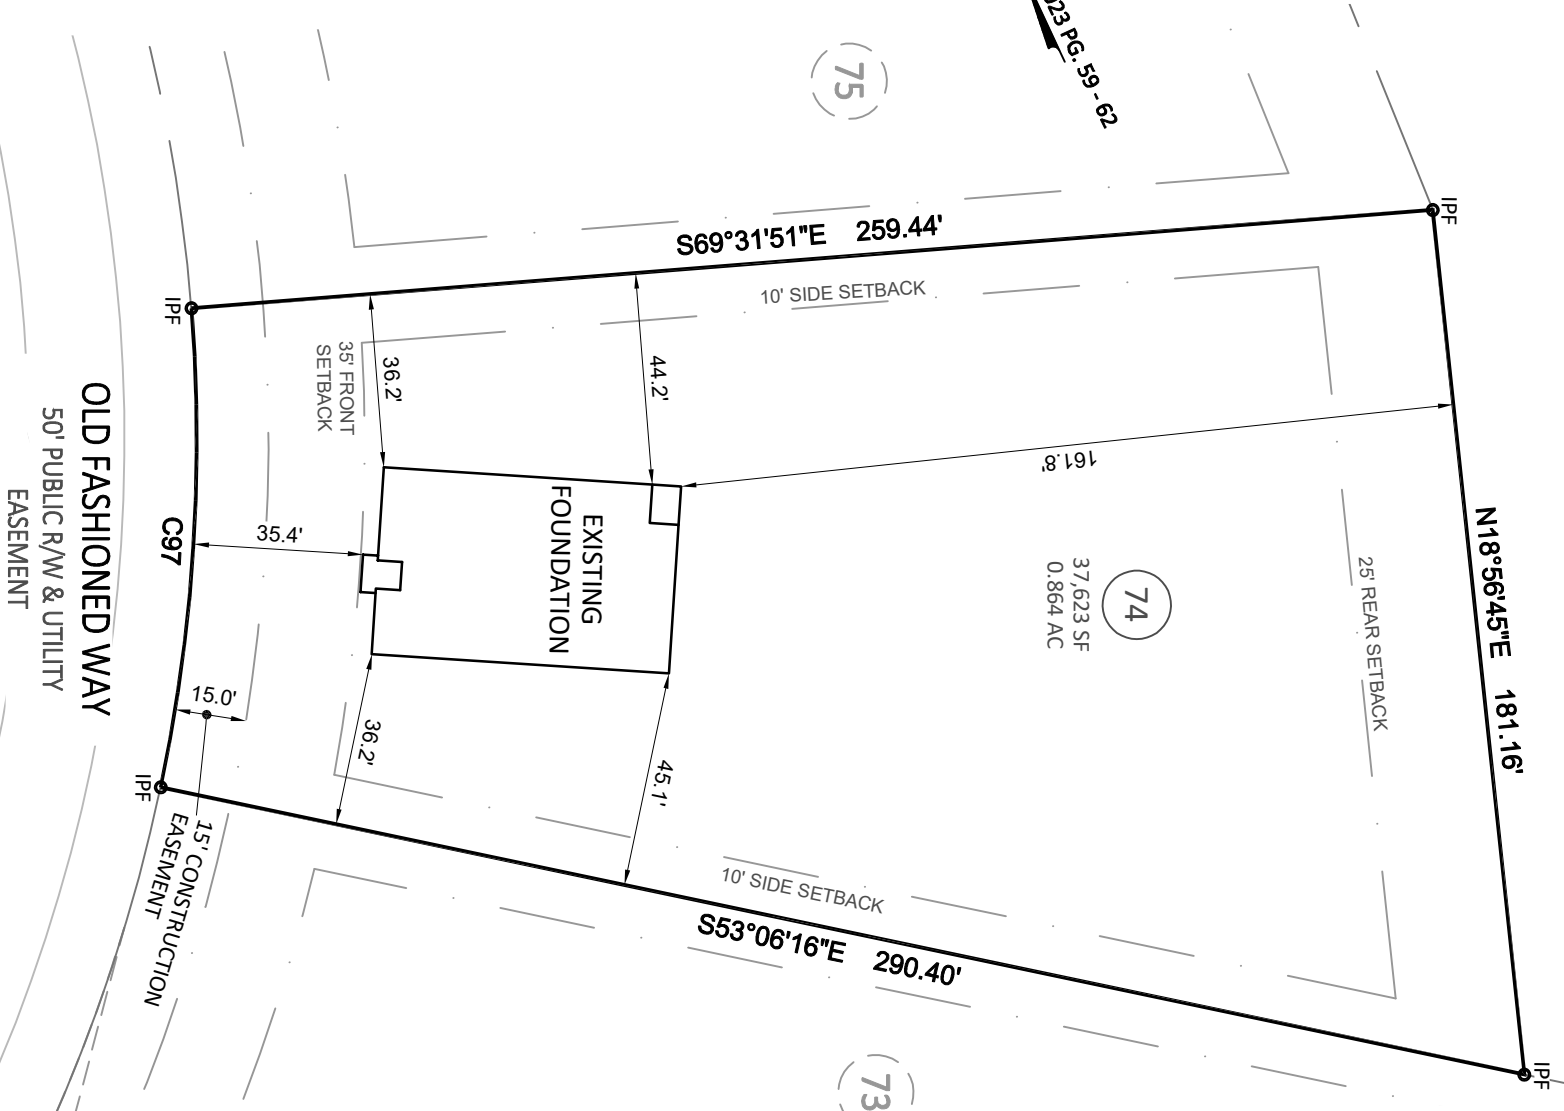 023 PG. 59 - 62
75
IPF
S69°31'51"E 259.44'
10' SIDE SETBACK
IPF
35' FRONT
SETBACK
36.2'
44.2'
161.8'
N18°56'45"E 181.16'
25' REAR SETBACK
74
37,623 SF
0.864 AC
EXISTING
FOUNDATION
35.4'
C97
OLD FASHIONED WAY
50' PUBLIC R/W & UTILITY
EASEMENT
15.0'
36.2'
45.1'
IPF
15' CONSTRUCTION
EASEMENT
10' SIDE SETBACK
S53°06'16"E 290.40'
73
IPF